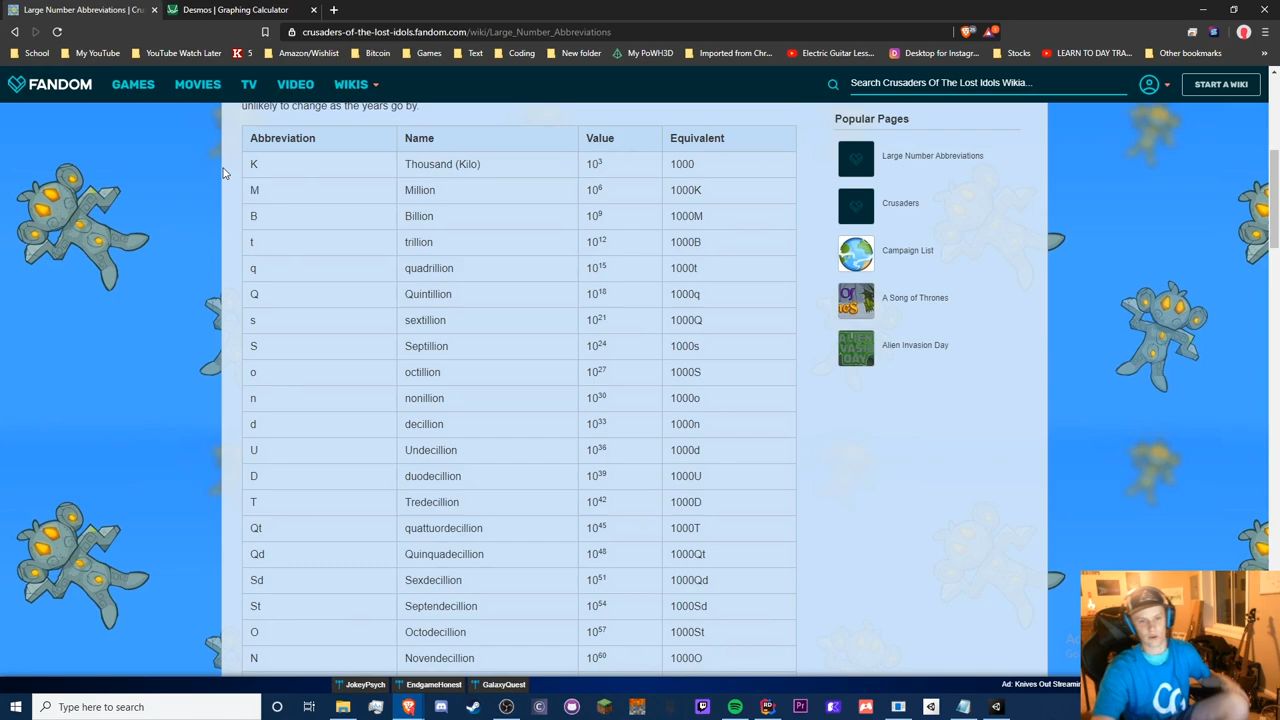 Large Number Abbreviations | Cru
Desmos | Graphing Calculator
crusaders-of-the-lost-idols.fandom.com/wiki/Large_Number_Abbreviations
School My YouTube YouTube Watch Later K 5 Amazon/Wishlist Bitcoin Games Text Coding New folder My PoWH3D Imported from Chr... Electric Guitar Less... Desktop for Instagr... Stocks LEARN TO DAY TRA... Other bookmarks
FANDOM GAMES MOVIES TV VIDEO WIKIS Search Crusaders Of The Lost Idols Wikia... START A WIKI
unlikely to change as the years go by.
Abbreviation Name Value Equivalent
K Thousand (Kilo) 10³ 1000
M Million 10⁶ 1000K
B Billion 10⁹ 1000M
t trillion 10¹² 1000B
q quadrillion 10¹⁵ 1000t
Q Quintillion 10¹⁸ 1000q
s sextillion 10²¹ 1000Q
S Septillion 10²⁴ 1000s
o octillion 10²⁷ 1000S
n nonillion 10³⁰ 1000o
d decillion 10³³ 1000n
U Undecillion 10³⁶ 1000d
D duodecillion 10³⁹ 1000U
T Tredecillion 10⁴² 1000D
Qt quattuordecillion 10⁴⁵ 1000T
Qd Quinquadecillion 10⁴⁸ 1000Qt
Sd Sexdecillion 10⁵¹ 1000Qd
St Septendecillion 10⁵⁴ 1000Sd
O Octodecillion 10⁵⁷ 1000St
N Novendecillion 10⁶⁰ 1000O
Popular Pages
Large Number Abbreviations
Crusaders
Campaign List
A Song of Thrones
Alien Invasion Day
JokeyPsych EndgameHonest GalaxyQuest Ad: Knives Out Streamin
Type here to search